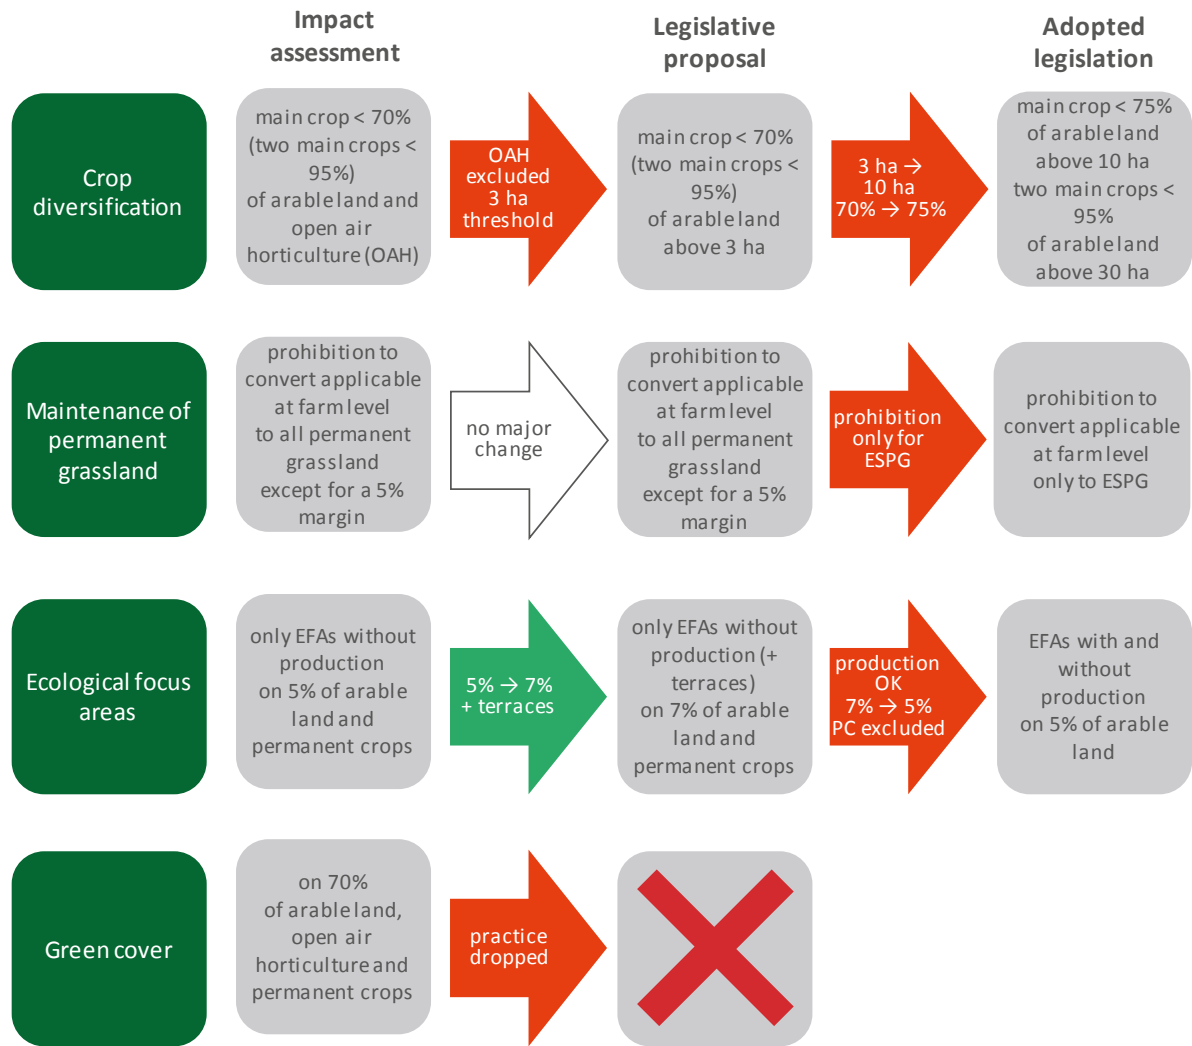 Impact
assessment
Legislative
proposal
Adopted
legislation
Crop
diversification
main crop < 70%
(two main crops <
95%)
of arable land and
open air
horticulture (OAH)
OAH
excluded
3 ha
threshold
main crop < 70%
(two main crops <
95%)
of arable land
above 3 ha
3 ha →
10 ha
70% → 75%
main crop < 75%
of arable land
above 10 ha
two main crops <
95%
of arable land
above 30 ha
Maintenance of
permanent
grassland
prohibition to
convert applicable
at farm level
to all permanent
grassland
except for a 5%
margin
no major
change
prohibition to
convert applicable
at farm level
to all permanent
grassland
except for a 5%
margin
prohibition
only for
ESPG
prohibition to
convert applicable
at farm level
only to ESPG
Ecological focus
areas
only EFAs without
production
on 5% of arable
land and
permanent crops
5% → 7%
+ terraces
only EFAs without
production (+
terraces)
on 7% of arable
land and
permanent crops
production
OK
7% → 5%
PC excluded
EFAs with and
without
production
on 5% of arable
land
Green cover
on 70%
of arable land,
open air
horticulture and
permanent crops
practice
dropped